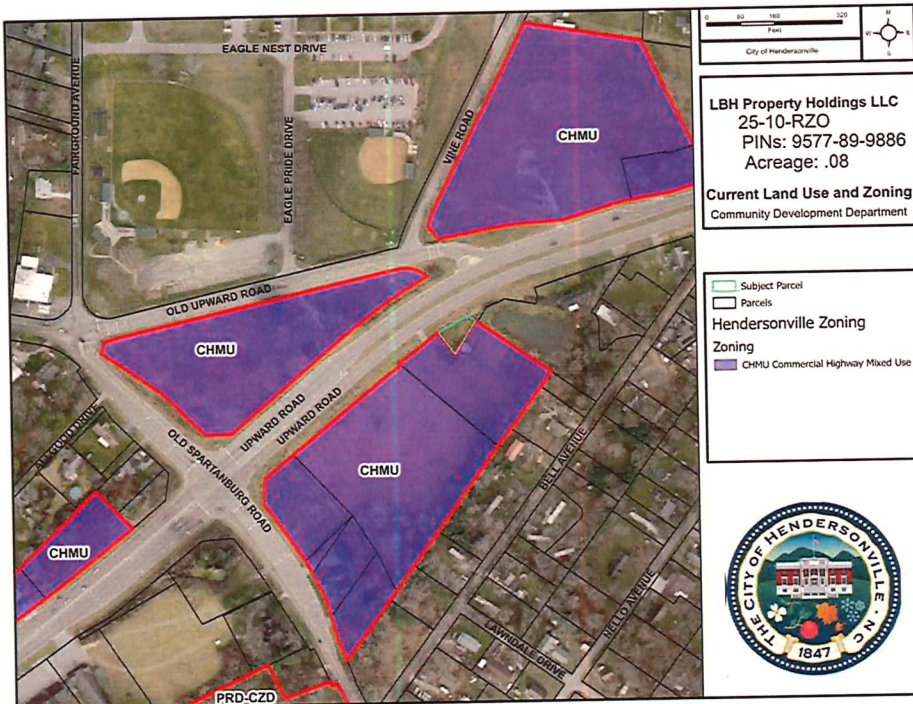 EAGLE NEST DRIVE
FAIRGROUND AVENUE
EAGLE PRIDE DRIVE
VINE ROAD
CHMU
OLD UPWARD ROAD
CHMU
UPWARD ROAD
UPWARD ROAD
OLD SPARTANBURG ROAD
CHMU
BELL AVENUE
CHMU
NELLO AVENUE
LAWNDALE DRIVE
PRD-CZD
0 80 160 320
Feet
City of Hendersonville
N
W E
S
LBH Property Holdings LLC
25-10-RZO
PINs: 9577-89-9886
Acreage: .08
Current Land Use and Zoning
Community Development Department
Subject Parcel
Parcels
Hendersonville Zoning
Zoning
CHMU Commercial Highway Mixed Use
THE CITY OF HENDERSONVILLE, NC
1847